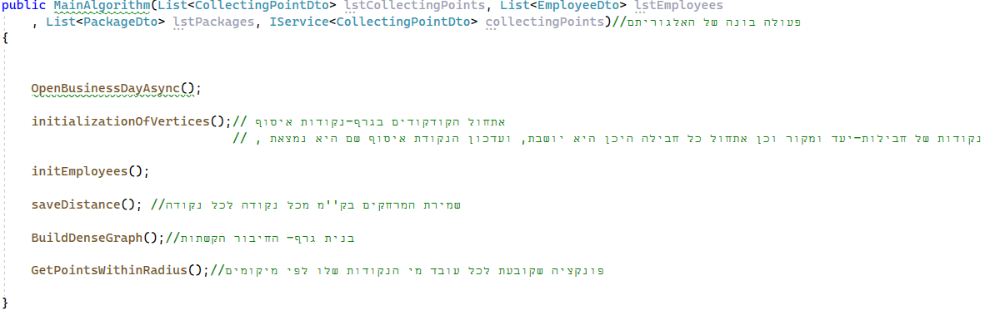 public MainAlgorithm(List<CollectingPointDto> lstCollectingPoints, List<EmployeeDto> lstEmployees
, List<PackageDto> lstPackages, IService<CollectingPointDto> collectingPoints)//פעולה בונה של האלגוריתם
{
OpenBusinessDayAsync();
initializationOfVertices();// אתחול הקודקודים בגרף-נקודות איסוף
// , נקודות של חבילות-יעד ומקור וכן אתחול כל חבילה היכן היא יושבת, ועדכון הנקודת איסוף שם היא נמצאת
initEmployees();
saveDistance(); //שמירת המרחקים בק''מ מכל נקודה לכל נקודה
BuildDenseGraph();//בנית גרף- החיבור הקשתות
GetPointsWithinRadius();//פונקציה שקובעת לכל עובד מי הנקודות שלו לפי מיקומים
}